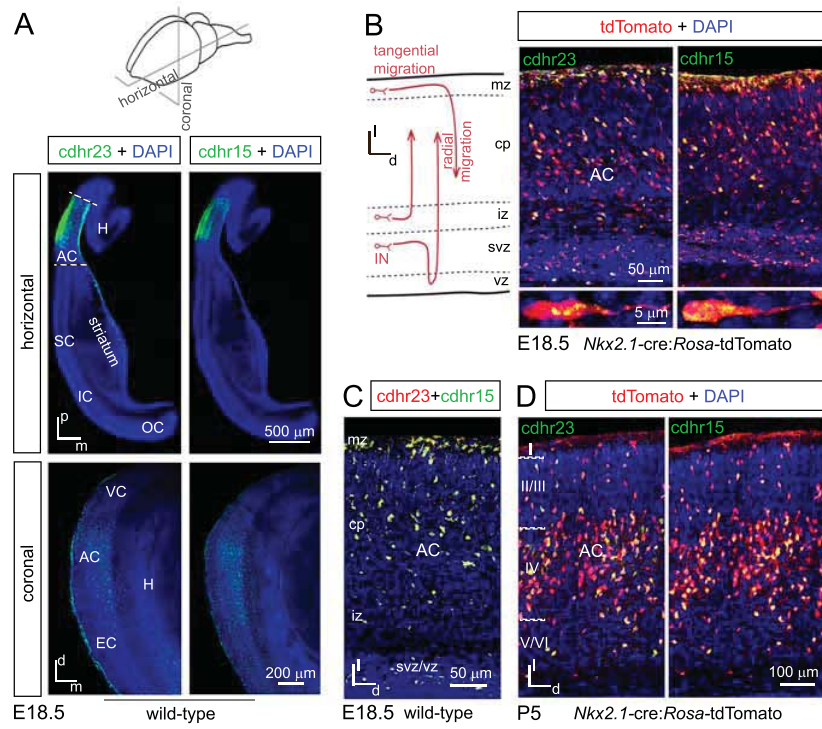 A
horizontal
coronal
cdhr23 + DAPI
cdhr15 + DAPI
horizontal
H
AC
striatum
SC
IC
OC
p
m
500 µm
coronal
VC
AC
H
EC
d
m
200 µm
E18.5
wild-type
B
tangential
migration
mz
cp
radial
migration
l
d
iz
svz
IN
vz
tdTomato + DAPI
cdhr23
cdhr15
AC
50 µm
5 µm
E18.5 Nkx2.1-cre:Rosa-tdTomato
C
cdhr23+cdhr15
mz
cp
AC
iz
svz/vz
l
d
50 µm
E18.5 wild-type
D
tdTomato + DAPI
cdhr23
cdhr15
I
II/III
AC
IV
V/VI
l
d
100 µm
P5 Nkx2.1-cre:Rosa-tdTomato